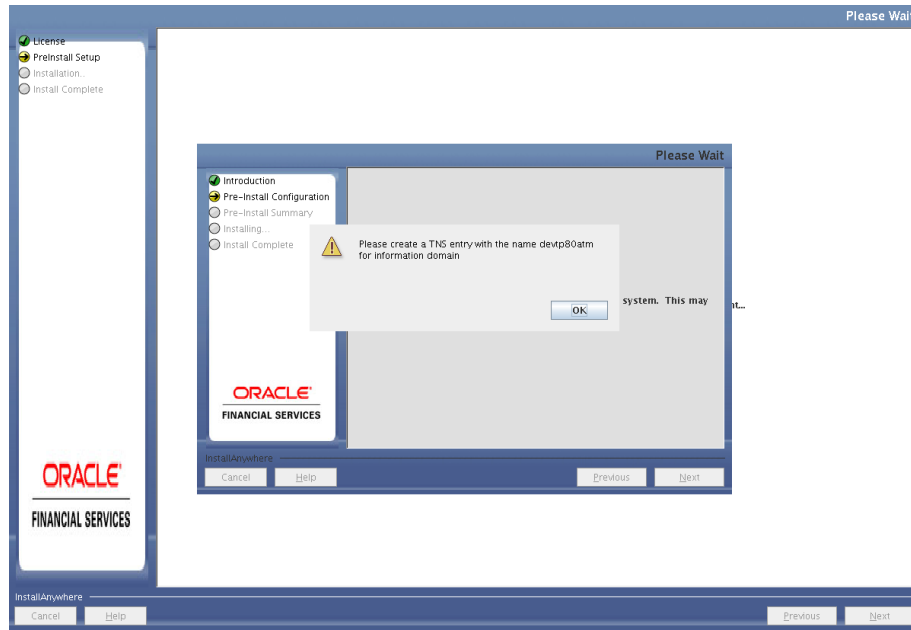 Please Wai
License
PreInstall Setup
Installation..
Install Complete
Please Wait
Introduction
Pre-Install Configuration
Pre-Install Summary
Installing...
Install Complete
Please create a TNS entry with the name devtp80atm
for information domain
OK
system. This may
nt...
ORACLE
FINANCIAL SERVICES
InstallAnywhere
Cancel
Help
Previous
Next
ORACLE
FINANCIAL SERVICES
InstallAnywhere
Cancel
Help
Previous
Next